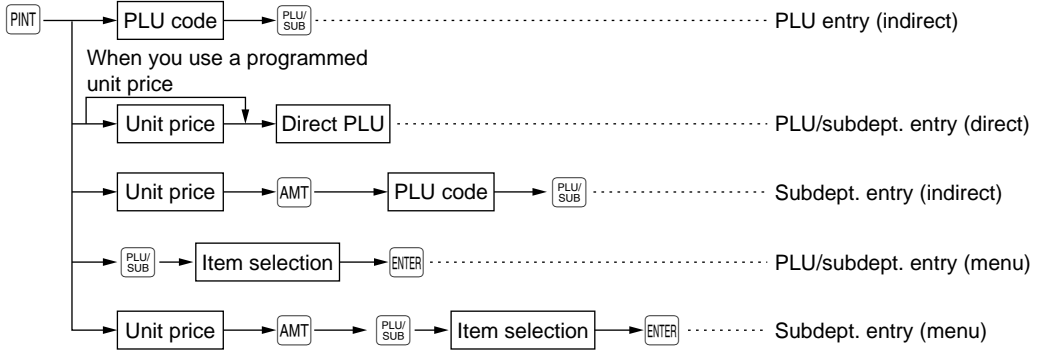 PINT PLU code PLU/SUB PLU entry (indirect)
When you use a programmed
unit price
Unit price Direct PLU PLU/subdept. entry (direct)
Unit price AMT PLU code PLU/SUB Subdept. entry (indirect)
PLU/SUB Item selection ENTER PLU/subdept. entry (menu)
Unit price AMT PLU/SUB Item selection ENTER Subdept. entry (menu)